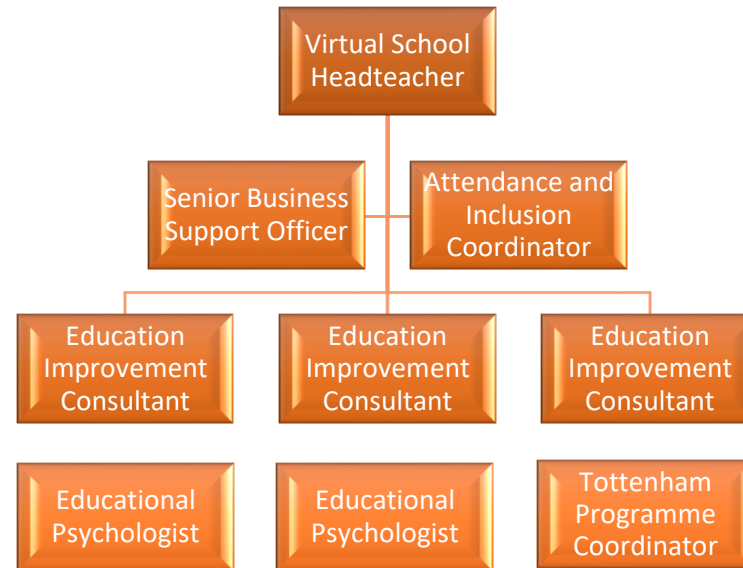 Virtual School
Headteacher
Senior Business
Support Officer
Attendance and
Inclusion
Coordinator
Education
Improvement
Consultant
Education
Improvement
Consultant
Education
Improvement
Consultant
Educational
Psychologist
Educational
Psychologist
Tottenham
Programme
Coordinator